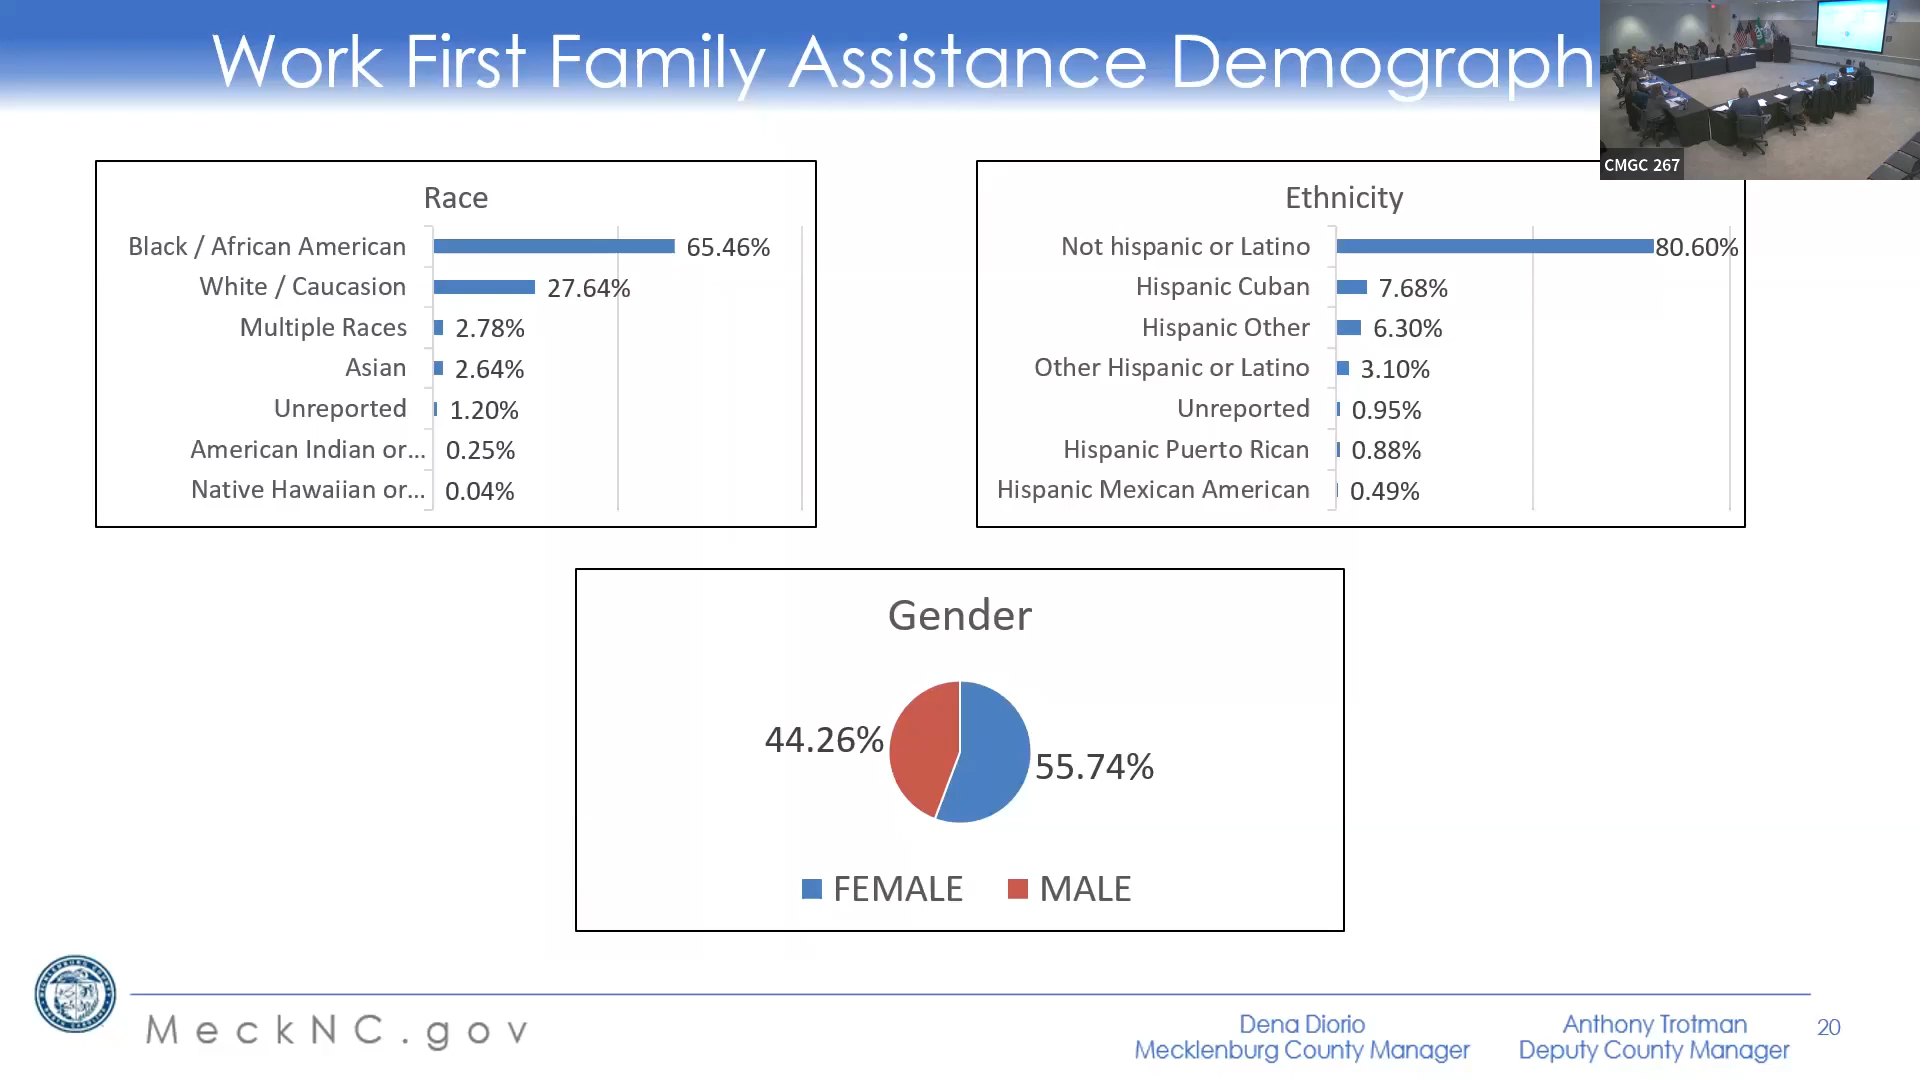 Work First Family Assistance Demograph
CMGC 267
Race
Black / African American 65.46%
White / Caucasion 27.64%
Multiple Races 2.78%
Asian 2.64%
Unreported 1.20%
American Indian or... 0.25%
Native Hawaiian or... 0.04%
Ethnicity
Not hispanic or Latino 80.60%
Hispanic Cuban 7.68%
Hispanic Other 6.30%
Other Hispanic or Latino 3.10%
Unreported 0.95%
Hispanic Puerto Rican 0.88%
Hispanic Mexican American 0.49%
Gender
44.26%
55.74%
FEMALE MALE
MeckNC.gov
Dena Diorio
Mecklenburg County Manager
Anthony Trotman
Deputy County Manager
20